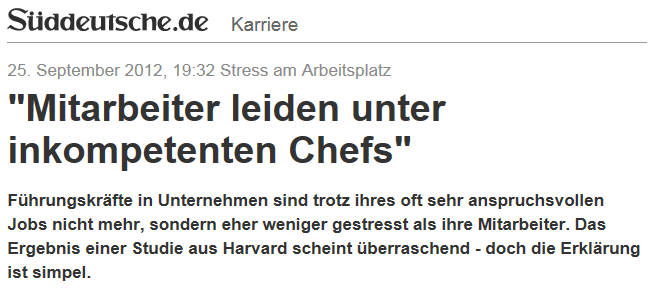 Süddeutsche.de Karriere
25. September 2012, 19:32 Stress am Arbeitsplatz
"Mitarbeiter leiden unter
inkompetenten Chefs"
Führungskräfte in Unternehmen sind trotz ihres oft sehr anspruchsvollen
Jobs nicht mehr, sondern eher weniger gestresst als ihre Mitarbeiter. Das
Ergebnis einer Studie aus Harvard scheint überraschend - doch die Erklärung
ist simpel.